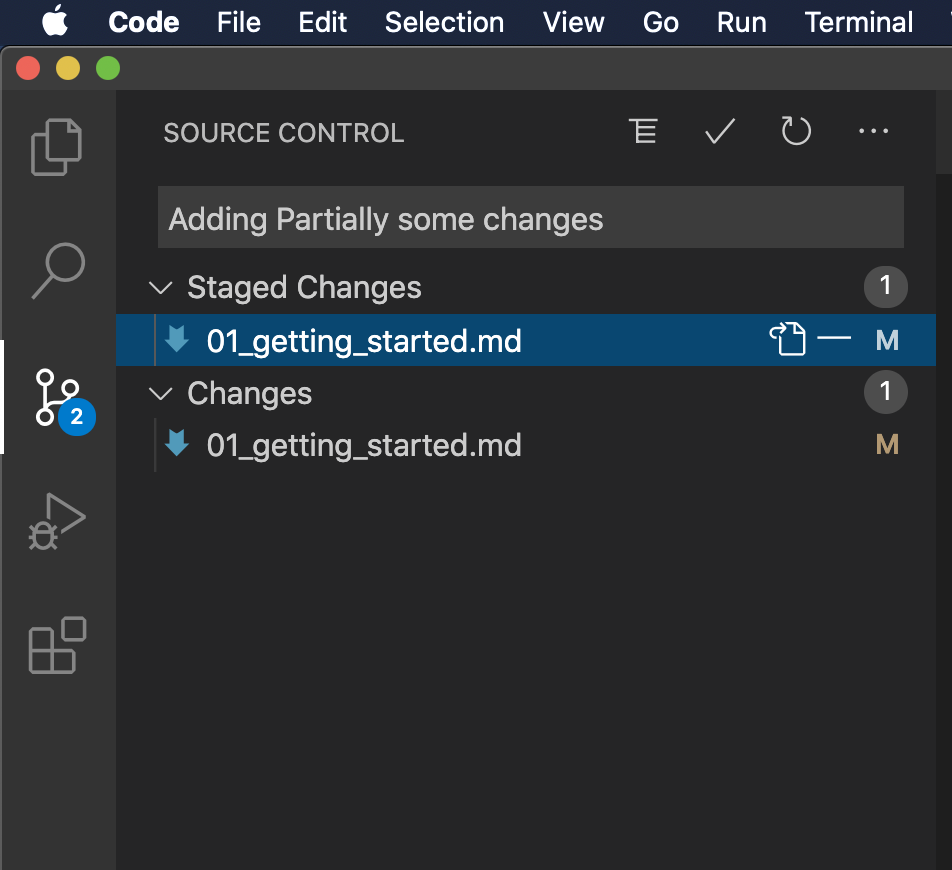 Code File Edit Selection View Go Run Terminal
SOURCE CONTROL
Adding Partially some changes
Staged Changes 1
01_getting_started.md M
Changes 1
2
01_getting_started.md M